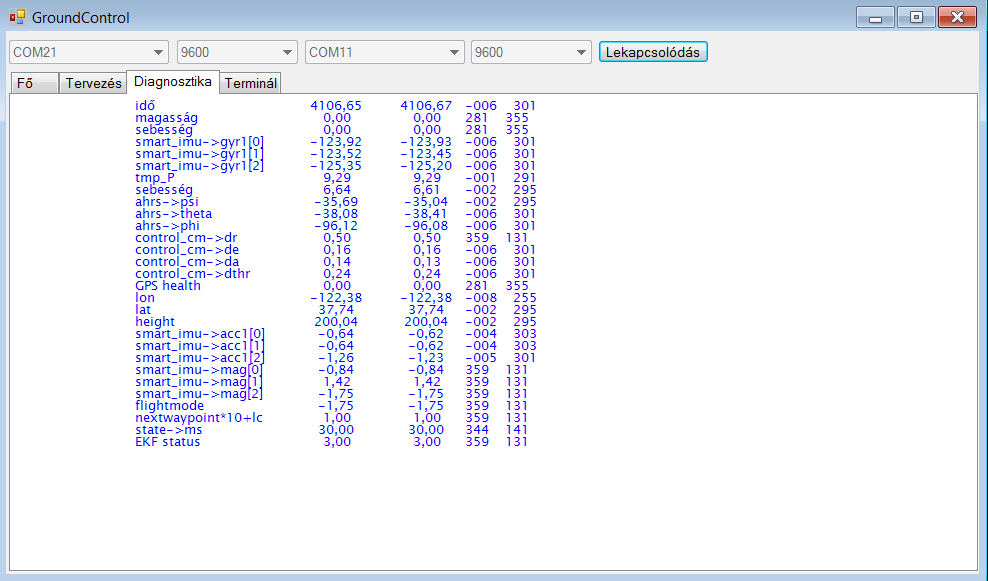 GroundControl
COM21 9600 COM11 9600 Lekapcsolódás
Fő Tervezés Diagnosztika Terminál
idő 4106,65 4106,67 -006 301
magasság 0,00 0,00 281 355
sebesség 0,00 0,00 281 355
smart_imu->gyr1[0] -123,92 -123,93 -006 301
smart_imu->gyr1[1] -123,52 -123,45 -006 301
smart_imu->gyr1[2] -125,35 -125,20 -006 301
tmp_P 9,29 9,29 -001 291
sebesség 6,64 6,61 -002 295
ahrs->psi -35,69 -35,04 -002 295
ahrs->theta -38,08 -38,41 -006 301
ahrs->phi -96,12 -96,08 -006 301
control_cm->dr 0,50 0,50 359 131
control_cm->de 0,16 0,16 -006 301
control_cm->da 0,14 0,13 -006 301
control_cm->dthr 0,24 0,24 -006 301
GPS health 0,00 0,00 281 355
lon -122,38 -122,38 -008 255
lat 37,74 37,74 -002 295
height 200,04 200,04 -002 295
smart_imu->acc1[0] -0,64 -0,62 -004 303
smart_imu->acc1[1] -0,64 -0,62 -004 303
smart_imu->acc1[2] -1,26 -1,23 -005 301
smart_imu->mag[0] -0,84 -0,84 359 131
smart_imu->mag[1] 1,42 1,42 359 131
smart_imu->mag[2] -1,75 -1,75 359 131
flightmode -1,75 -1,75 359 131
nextwaypoint*10+lc 1,00 1,00 359 131
state->ms 30,00 30,00 344 141
EKF status 3,00 3,00 359 131